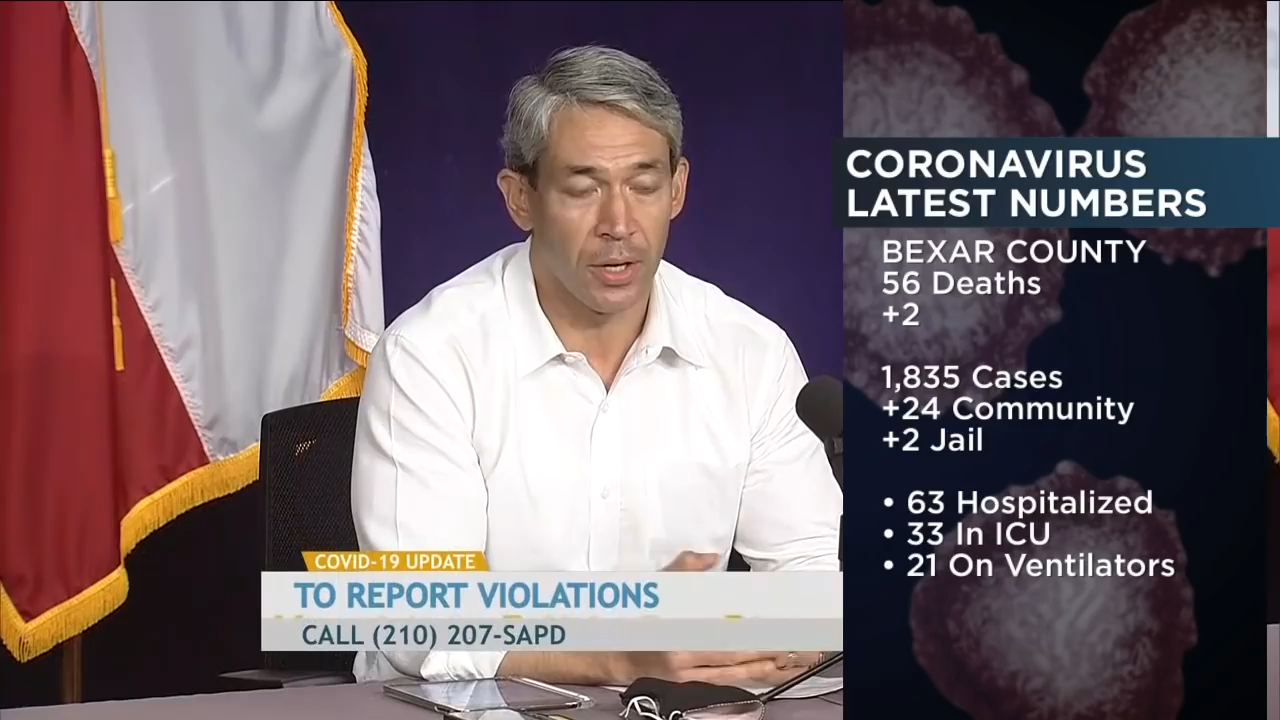 CORONAVIRUS
LATEST NUMBERS
BEXAR COUNTY
56 Deaths
+2
1,835 Cases
+24 Community
+2 Jail
• 63 Hospitalized
• 33 In ICU
• 21 On Ventilators
COVID-19 UPDATE
TO REPORT VIOLATIONS
CALL (210) 207-SAPD